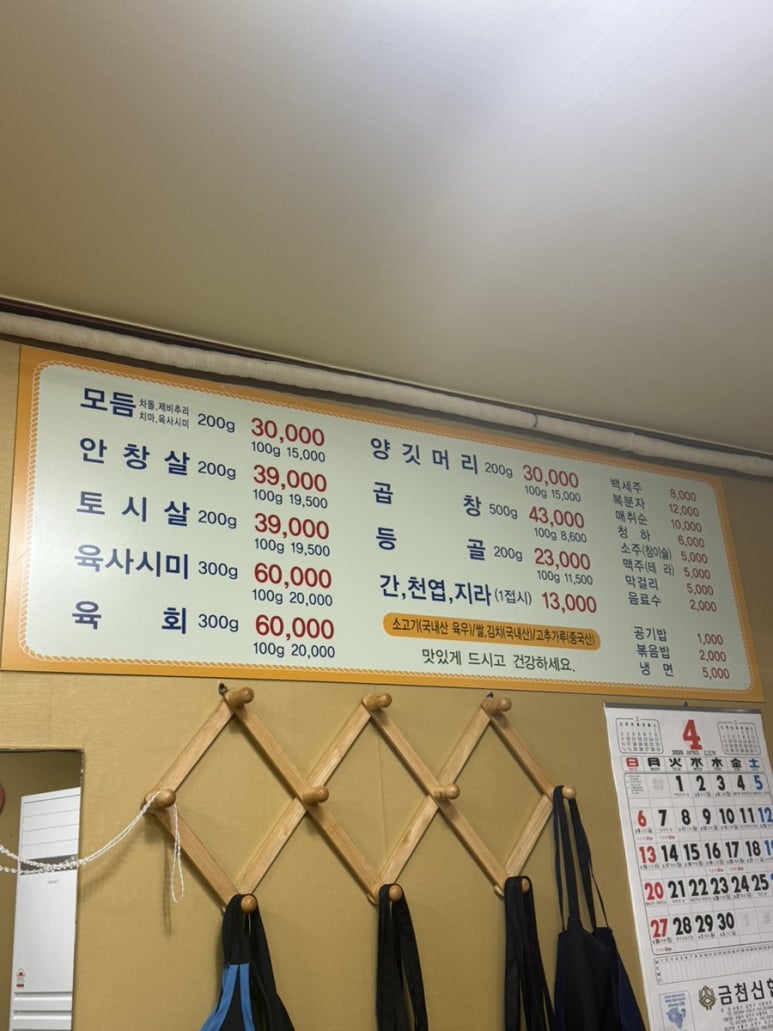 모듬 차돌,제비추리 치마,육사시미 200g 30,000
100g 15,000
안창살 200g 39,000
100g 19,500
토시살 200g 39,000
100g 19,500
육사시미 300g 60,000
100g 20,000
육회 300g 60,000
100g 20,000
양깃머리 200g 30,000
100g 15,000
곱창 500g 43,000
100g 8,600
등골 200g 23,000
100g 11,500
간,천엽,지라(1접시) 13,000
소고기(국내산 육우)/쌀,김치(국내산)/고추가루(중국산)
맛있게 드시고 건강하세요.
백세주 8,000
복분자 12,000
매취순 10,000
청하 6,000
소주(참이슬) 5,000
맥주(테라) 5,000
막걸리 5,000
음료수 2,000
공기밥 1,000
볶음밥 2,000
냉면 5,000
4
2025 APRIL
日 月 火 水 木 金 土
1 2 3 4 5
6 7 8 9 10 11 12
13 14 15 16 17 18
20 21 22 23 24 25
27 28 29 30
금천신협